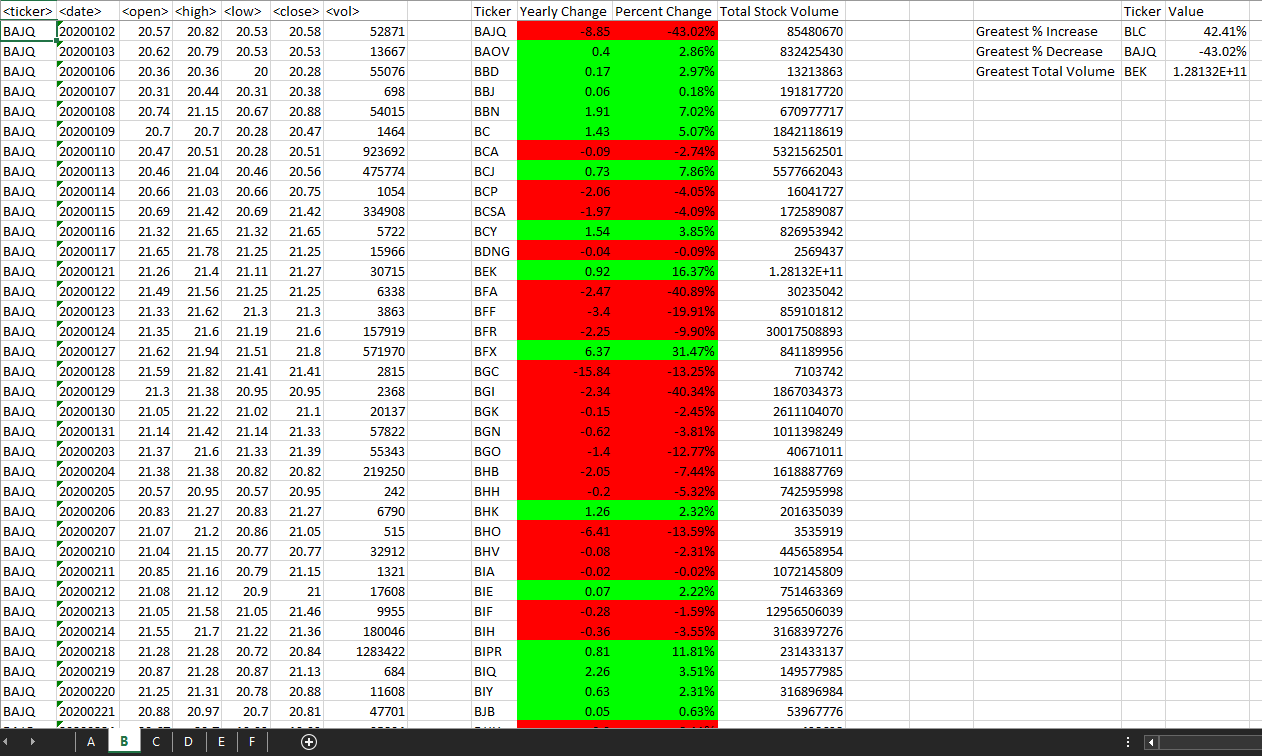 <ticker> <date> <open> <high> <low> <close> <vol> Ticker Yearly Change Percent Change Total Stock Volume Ticker Value
BAJQ 20200102 20.57 20.82 20.53 20.58 52871 BAJQ -8.85 -43.02% 85480670 Greatest % Increase BLC 42.41%
BAJQ 20200103 20.62 20.79 20.53 20.53 13667 BAOV 0.4 2.86% 832425430 Greatest % Decrease BAJQ -43.02%
BAJQ 20200106 20.36 20.36 20 20.28 55076 BBD 0.17 2.97% 13213863 Greatest Total Volume BEK 1.28132E+11
BAJQ 20200107 20.31 20.44 20.31 20.38 698 BBJ 0.06 0.18% 191817720
BAJQ 20200108 20.74 21.15 20.67 20.88 54015 BBN 1.91 7.02% 670977717
BAJQ 20200109 20.7 20.7 20.28 20.47 1464 BC 1.43 5.07% 1842118619
BAJQ 20200110 20.47 20.51 20.28 20.51 923692 BCA -0.09 -2.74% 5321562501
BAJQ 20200113 20.46 21.04 20.46 20.56 475774 BCJ 0.73 7.86% 5577662043
BAJQ 20200114 20.66 21.03 20.66 20.75 1054 BCP -2.06 -4.05% 16041727
BAJQ 20200115 20.69 21.42 20.69 21.42 334908 BCSA -1.97 -4.09% 172589087
BAJQ 20200116 21.32 21.65 21.32 21.65 5722 BCY 1.54 3.85% 826953942
BAJQ 20200117 21.65 21.78 21.25 21.25 15966 BDNG -0.04 -0.09% 2569437
BAJQ 20200121 21.26 21.4 21.11 21.27 30715 BEK 0.92 16.37% 1.28132E+11
BAJQ 20200122 21.49 21.56 21.25 21.25 6338 BFA -2.47 -40.89% 30235042
BAJQ 20200123 21.33 21.62 21.3 21.3 3863 BFF -3.4 -19.91% 859101812
BAJQ 20200124 21.35 21.6 21.19 21.6 157919 BFR -2.25 -9.90% 30017508893
BAJQ 20200127 21.62 21.94 21.51 21.8 571970 BFX 6.37 31.47% 841189956
BAJQ 20200128 21.59 21.82 21.41 21.41 2815 BGC -15.84 -13.25% 7103742
BAJQ 20200129 21.3 21.38 20.95 20.95 2368 BGI -2.34 -40.34% 1867034373
BAJQ 20200130 21.05 21.22 21.02 21.1 20137 BGK -0.15 -2.45% 2611104070
BAJQ 20200131 21.14 21.42 21.14 21.33 57822 BGN -0.62 -3.81% 1011398249
BAJQ 20200203 21.37 21.6 21.33 21.39 55343 BGO -1.4 -12.77% 40671011
BAJQ 20200204 21.38 21.38 20.82 20.82 219250 BHB -2.05 -7.44% 1618887769
BAJQ 20200205 20.57 20.95 20.57 20.95 242 BHH -0.2 -5.32% 742595998
BAJQ 20200206 20.83 21.27 20.83 21.27 6790 BHK 1.26 2.32% 201635039
BAJQ 20200207 21.07 21.2 20.86 21.05 515 BHO -6.41 -13.59% 3535919
BAJQ 20200210 21.04 21.15 20.77 20.77 32912 BHV -0.08 -2.31% 445658954
BAJQ 20200211 20.85 21.16 20.79 21.15 1321 BIA -0.02 -0.02% 1072145809
BAJQ 20200212 21.08 21.12 20.9 21 17608 BIE 0.07 2.22% 751463369
BAJQ 20200213 21.05 21.58 21.05 21.46 9955 BIF -0.28 -1.59% 12956506039
BAJQ 20200214 21.55 21.7 21.22 21.36 180046 BIH -0.36 -3.55% 3168397276
BAJQ 20200218 21.28 21.28 20.72 20.84 1283422 BIPR 0.81 11.81% 231433137
BAJQ 20200219 20.87 21.28 20.87 21.13 684 BIQ 2.26 3.51% 149577985
BAJQ 20200220 21.25 21.31 20.78 20.88 11608 BIY 0.63 2.31% 316896984
BAJQ 20200221 20.88 20.97 20.7 20.81 47701 BJB 0.05 0.63% 53967776
A B C D E F